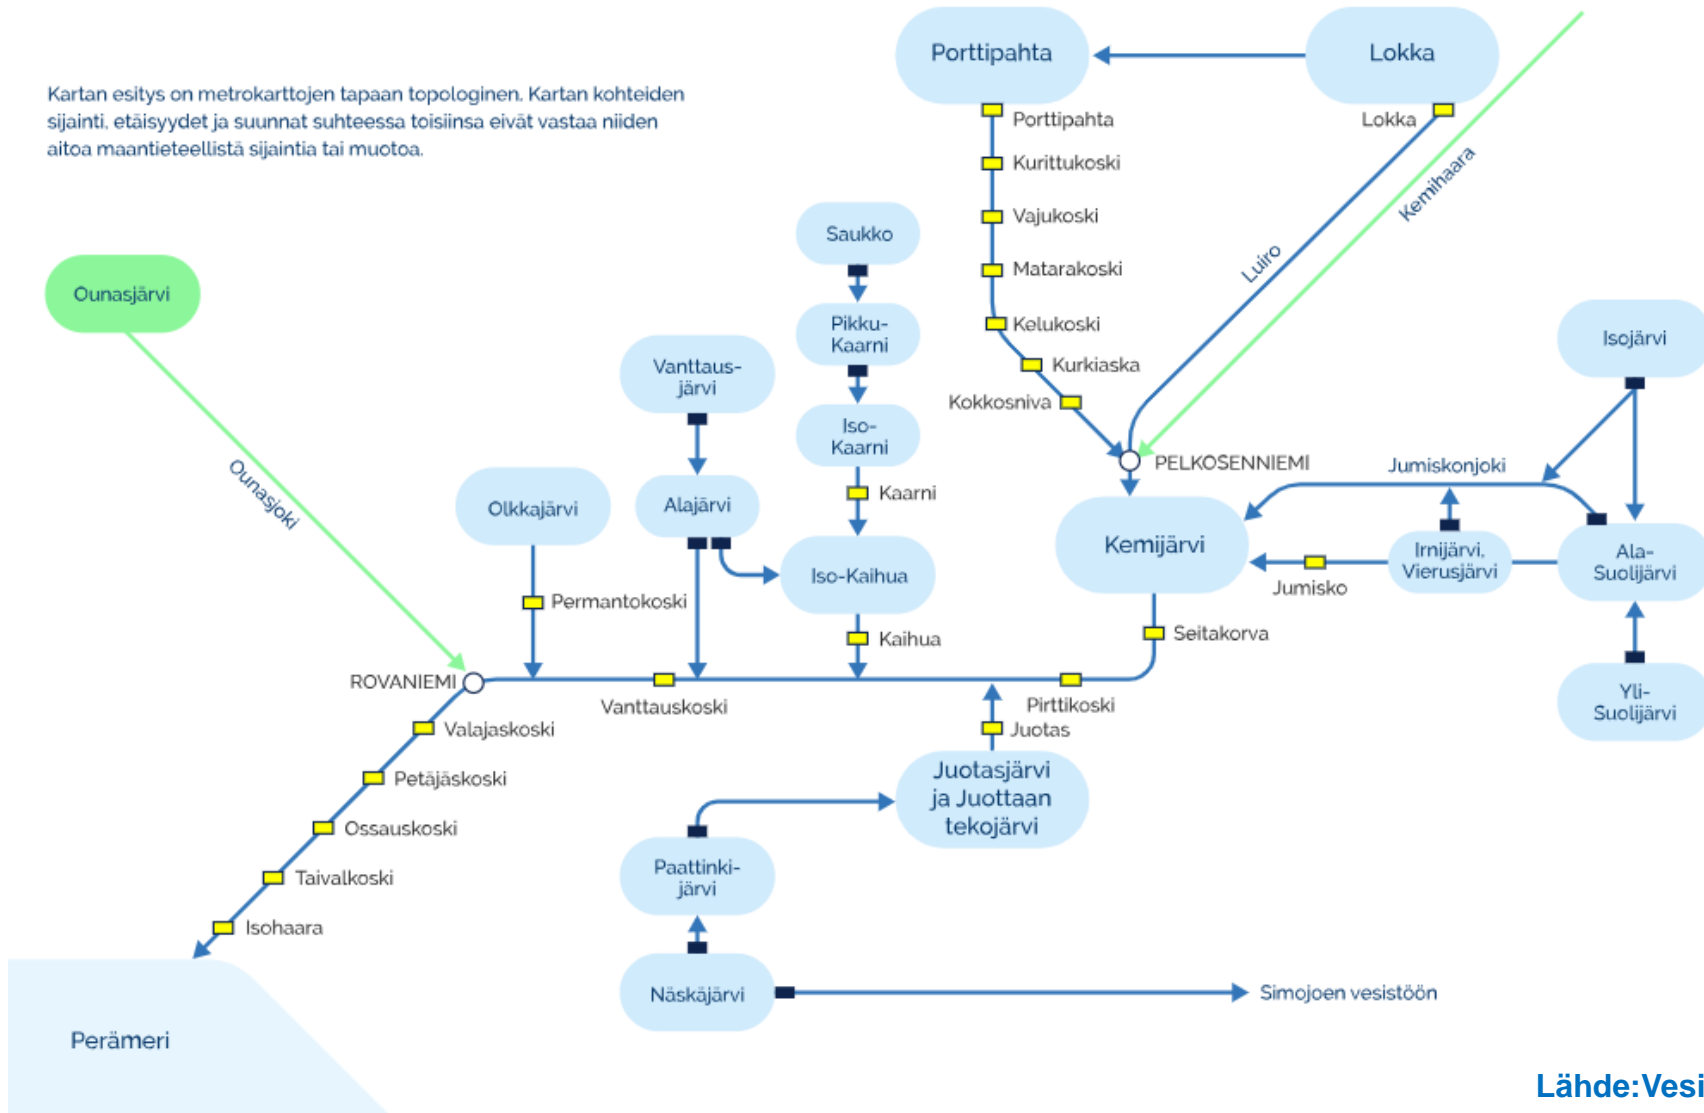 Kartan esitys on metrokarttojen tapaan topologinen. Kartan kohteiden
sijainti, etäisyydet ja suunnat suhteessa toisiinsa eivät vastaa niiden
aitoa maantieteellistä sijaintia tai muotoa.
Porttipahta
Lokka
Porttipahta
Lokka
Kurittukoski
Vajukoski
Matarakoski
Kelukoski
Kurkiaska
Kokkosniva
Luiro
Kemihaara
PELKOSENNIEMI
Saukko
Pikku-
Kaarni
Iso-
Kaarni
Kaarni
Iso-Kaihua
Kaihua
Ounasjärvi
Ounasjoki
Vanttaus-
järvi
Alajärvi
Olkkajärvi
Permantokoski
Isojärvi
Jumiskonjoki
Kemijärvi
Irnijärvi,
Vierusjärvi
Ala-
Suolijärvi
Jumisko
Yli-
Suolijärvi
Seitakorva
Pirttikoski
Vanttauskoski
ROVANIEMI
Valajaskoski
Petäjäskoski
Ossauskoski
Taivalkoski
Isohaara
Juotas
Juotasjärvi
ja Juottaan
tekojärvi
Paattinki-
järvi
Näskäjärvi
Simojoen vesistöön
Perämeri
Lähde:Vesi